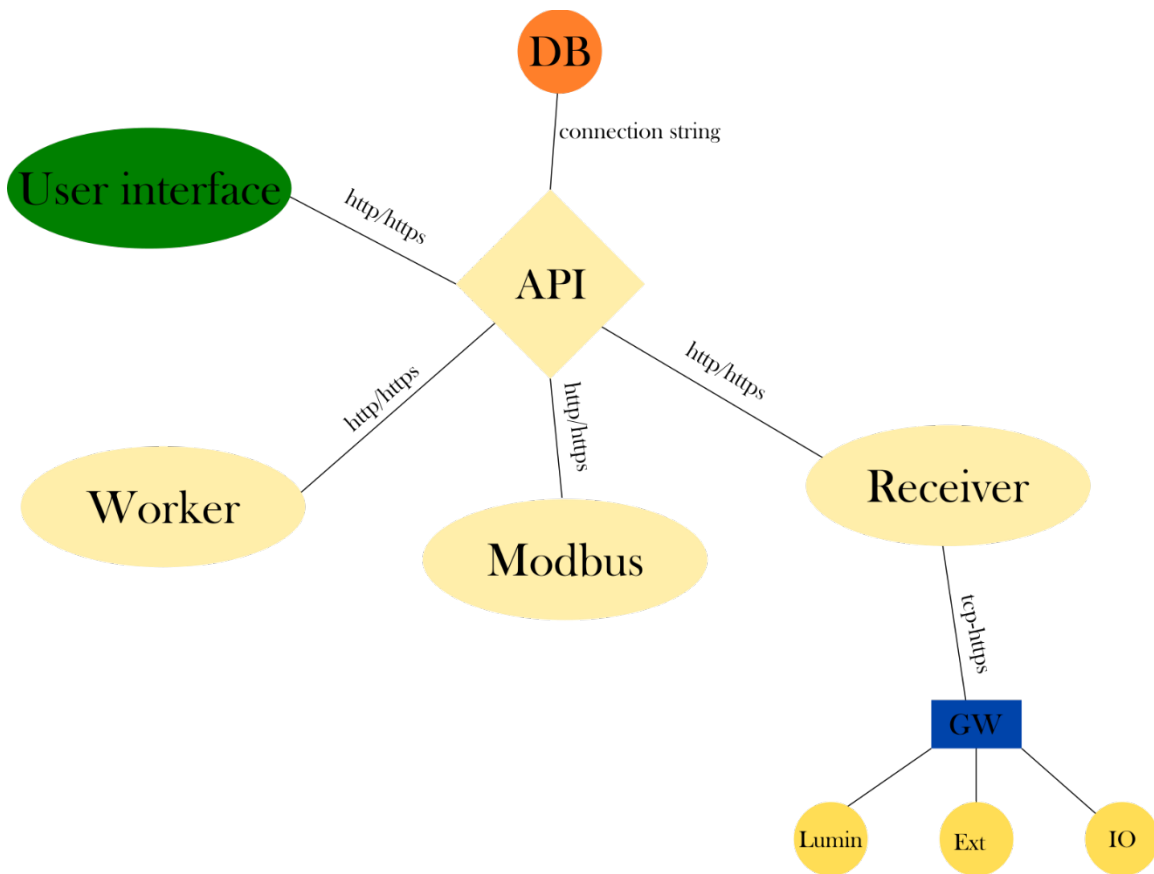 DB
connection string
User interface
http/https
API
http/https
http/https
http/https
Worker
Modbus
Receiver
tcp-https
GW
Lumin
Ext
IO